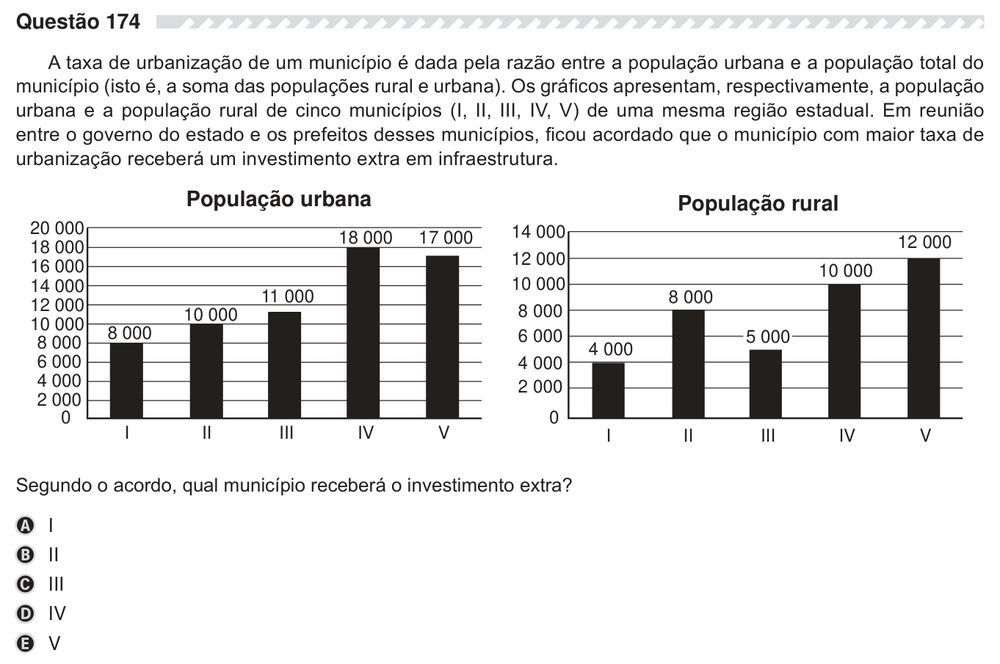 Questão 174
A taxa de urbanização de um município é dada pela razão entre a população urbana e a população total do
município (isto é, a soma das populações rural e urbana). Os gráficos apresentam, respectivamente, a população
urbana e a população rural de cinco municípios (I, II, III, IV, V) de uma mesma região estadual. Em reunião
entre o governo do estado e os prefeitos desses municípios, ficou acordado que o município com maior taxa de
urbanização receberá um investimento extra em infraestrutura.
População urbana
20 000
18 000
16 000
14 000
12 000
10 000
8 000
6 000
4 000
2 000
0
8 000
10 000
11 000
18 000
17 000
I II III IV V
População rural
14 000
12 000
10 000
8 000
6 000
4 000
2 000
0
4 000
8 000
5 000
10 000
12 000
I II III IV V
Segundo o acordo, qual município receberá o investimento extra?
A I
B II
C III
D IV
E V